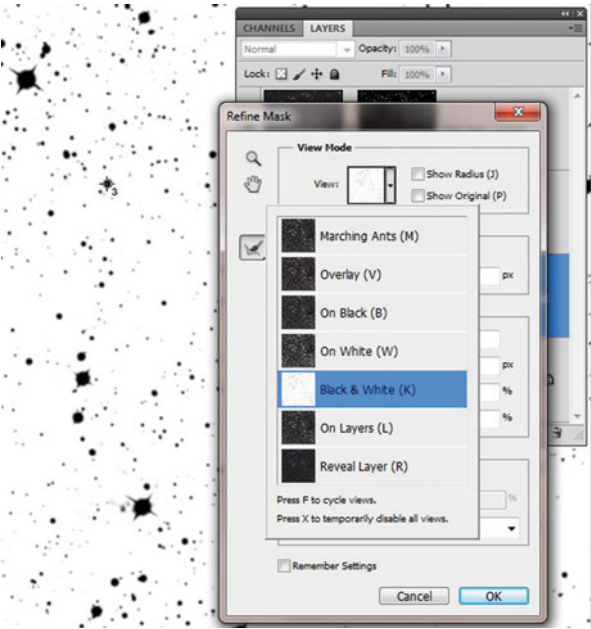 CHANNELS LAYERS
Normal Opacity: 100%
Lock: Fill: 100%
Refine Mask
View Mode
View:
Show Radius (J)
Show Original (P)
3
Marching Ants (M)
Overlay (V)
px
On Black (B)
On White (W)
px
Black & White (K)
%
%
On Layers (L)
Reveal Layer (R)
Press F to cycle views.
%
Press X to temporarily disable all views.
Remember Settings
Cancel OK